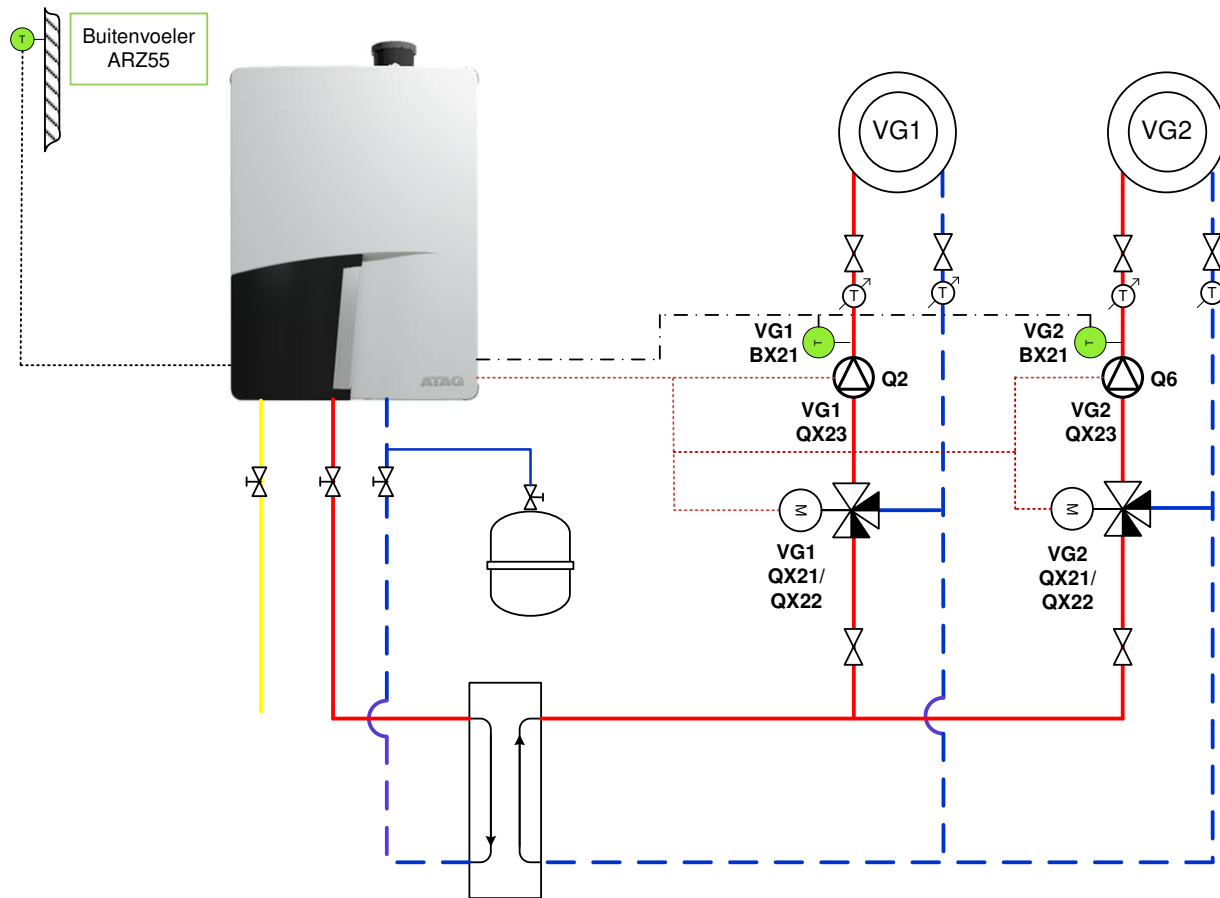 T
Buitenvoeler
ARZ55
VG1
VG2
T
T
T
T
VG1
BX21
T
VG2
BX21
T
ATAG
Q2
Q6
VG1
QX23
VG2
QX23
M
M
VG1
QX21/
QX22
VG2
QX21/
QX22